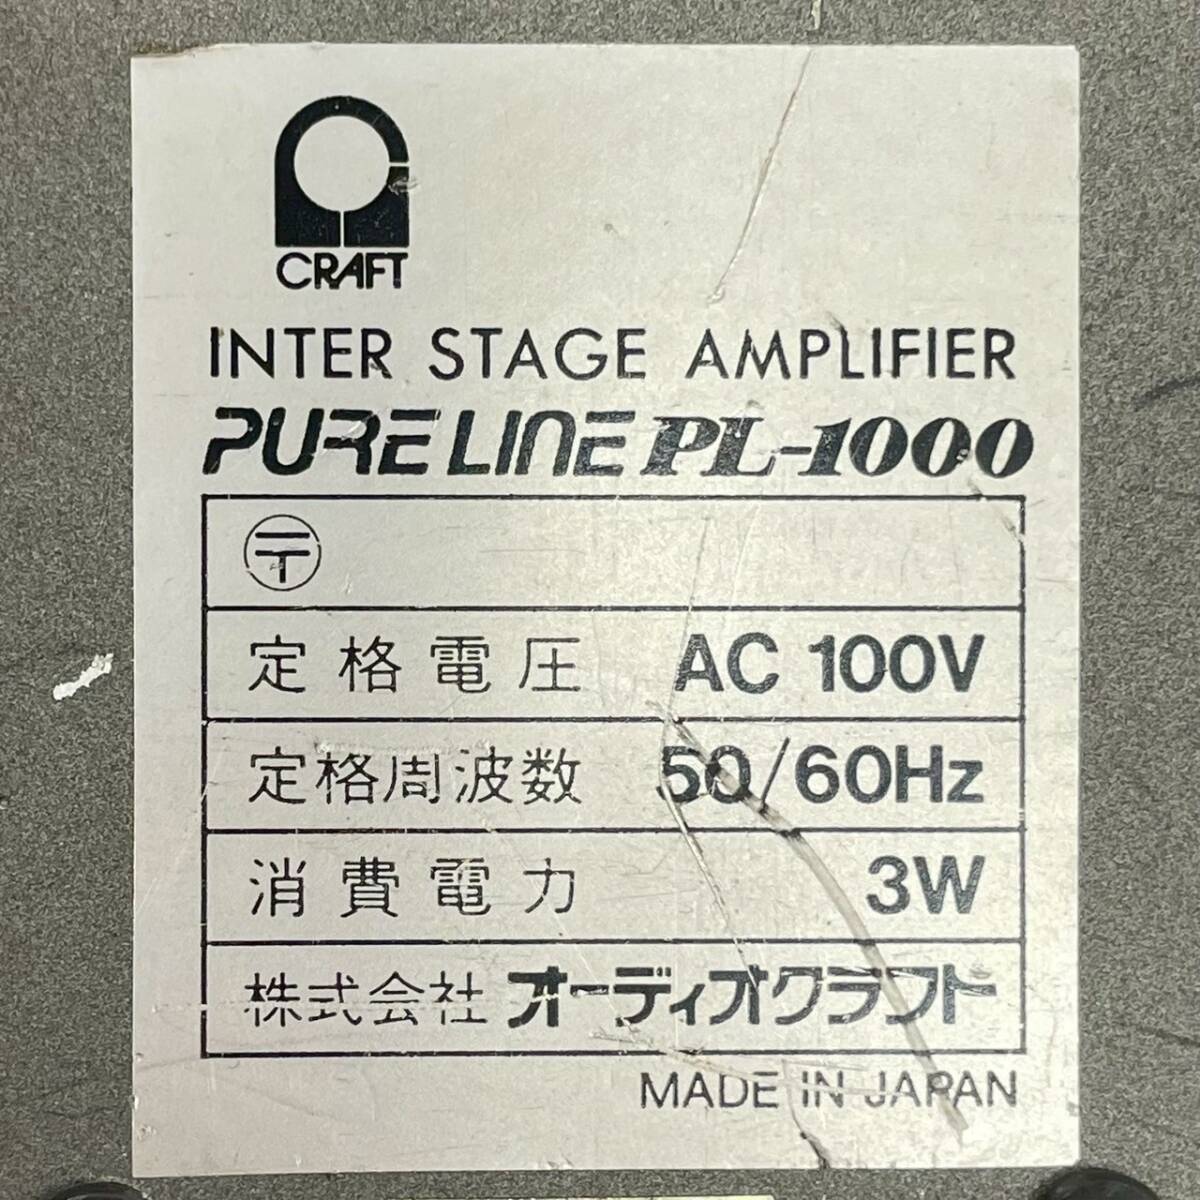 CRAFT
INTER STAGE AMPLIFIER
PURE LINE PL-1000
〒
定格電圧 AC 100V
定格周波数 50/60Hz
消費電力 3W
株式会社 オーディオクラフト
MADE IN JAPAN